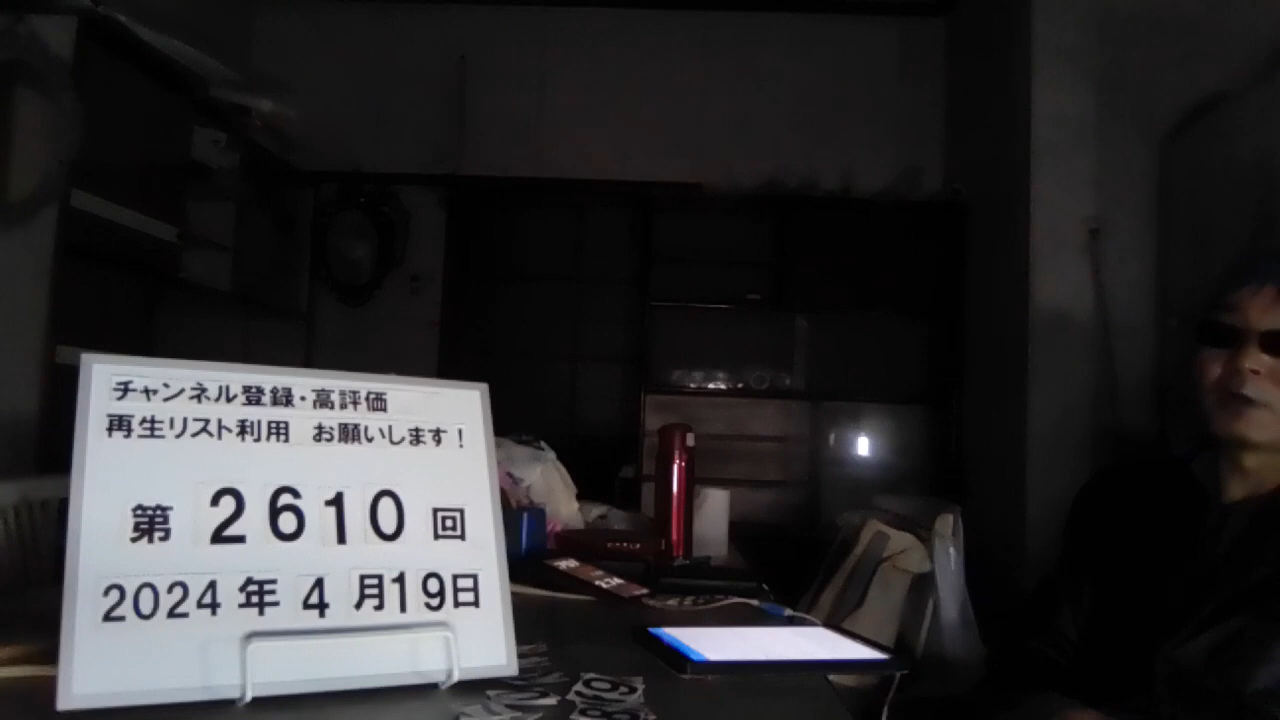 チャンネル登録・高評価
再生リスト利用 お願いします!
第 2610 回
2024 年 4 月19日